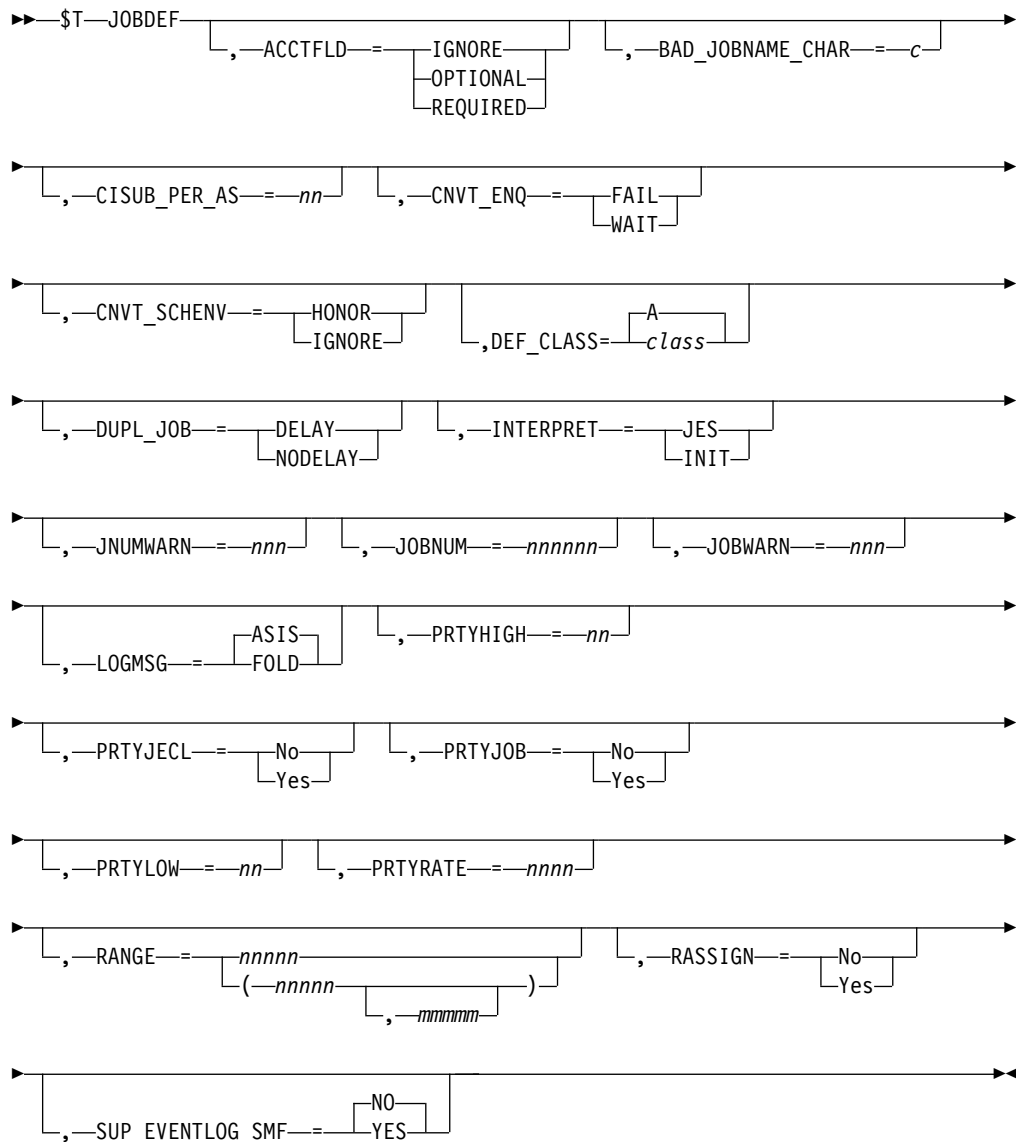 $T JOBDEF , ACCTFLD = IGNORE , BAD_JOBNAME_CHAR = c
OPTIONAL
REQUIRED
, CISUB_PER_AS = nn , CNVT_ENQ = FAIL
WAIT
, CNVT_SCHENV = HONOR A
IGNORE ,DEF_CLASS= class
, DUPL_JOB = DELAY , INTERPRET = JES
NODELAY INIT
, JNUMWARN = nnn , JOBNUM = nnnnnn , JOBWARN = nnn
ASIS , PRTYHIGH = nn
, LOGMSG = FOLD
, PRTYJECL = No , PRTYJOB = No
Yes Yes
, PRTYLOW = nn , PRTYRATE = nnnn
, RANGE = nnnnn , RASSIGN = No
( nnnnn ) Yes
, mmmmm
NO
, SUP EVENTLOG SMF = YES